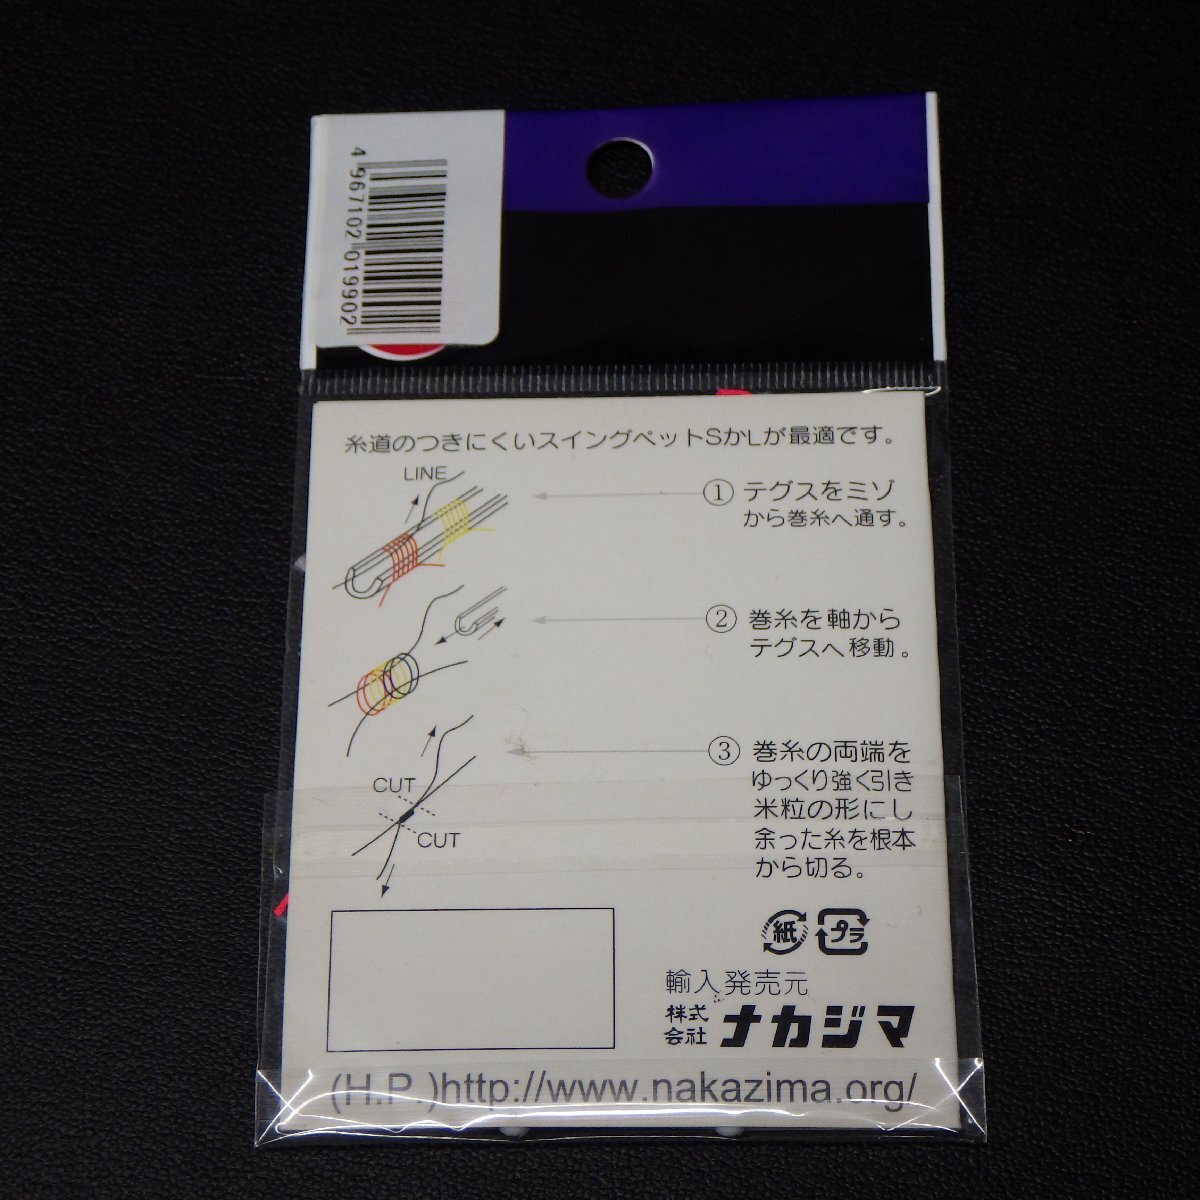 4 967102 019902
糸道のつきにくいスイングペットSかLが最適です。
LINE
① テグスをミゾ
から巻糸へ通す。
② 巻糸を軸から
テグスへ移動。
③ 巻糸の両端を
ゆっくり強く引き
米粒の形にし
余った糸を根本
から切る。
CUT
CUT
紙 プラ
輸入発売元
株式会社 ナカジマ
(H.P.)http://www.nakazima.org/